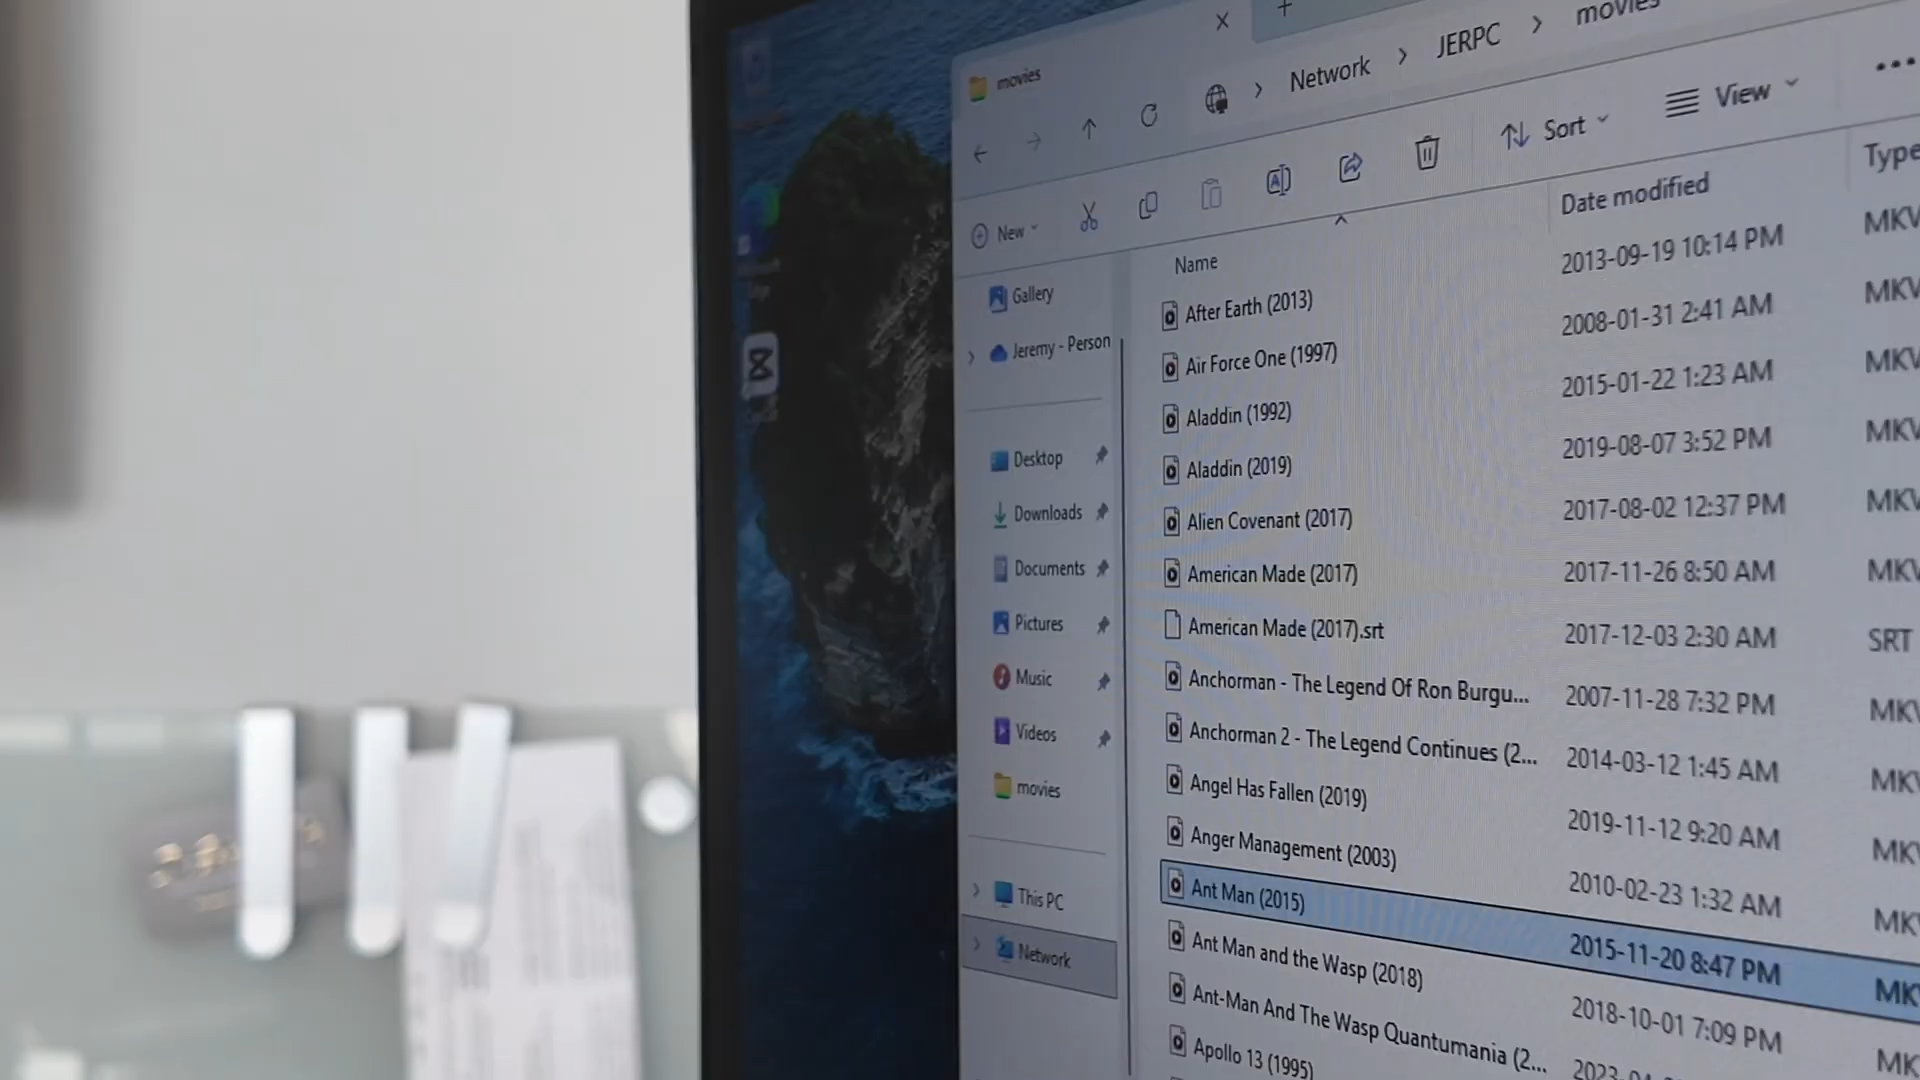 movies
Network > JERPC > movies
New
Sort
View
Name
Date modified
Type
Gallery
Jeremy - Person
Desktop
Downloads
Documents
Pictures
Music
Videos
movies
This PC
Network
After Earth (2013) 2013-09-19 10:14 PM MKV
Air Force One (1997) 2008-01-31 2:41 AM MKV
Aladdin (1992) 2015-01-22 1:23 AM MKV
Aladdin (2019) 2019-08-07 3:52 PM MKV
Alien Covenant (2017) 2017-08-02 12:37 PM MKV
American Made (2017) 2017-11-26 8:50 AM MKV
American Made (2017).srt 2017-12-03 2:30 AM SRT
Anchorman - The Legend Of Ron Burgu... 2007-11-28 7:32 PM MKV
Anchorman 2 - The Legend Continues (2... 2014-03-12 1:45 AM MKV
Angel Has Fallen (2019) 2019-11-12 9:20 AM MKV
Anger Management (2003) 2010-02-23 1:32 AM MKV
Ant Man (2015) 2015-11-20 8:47 PM MKV
Ant Man and the Wasp (2018) 2018-10-01 7:09 PM MKV
Ant-Man And The Wasp Quantumania (2...
Apollo 13 (1995)